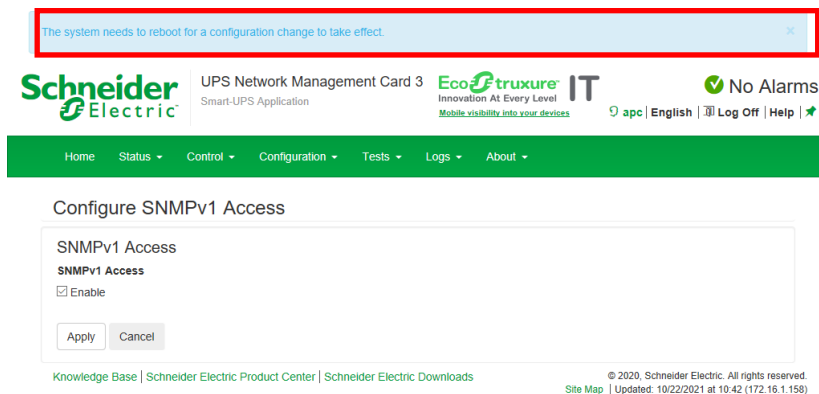 The system needs to reboot for a configuration change to take effect. ×
Schneider Electric
UPS Network Management Card 3
Smart-UPS Application
EcoStruxure IT
Innovation At Every Level
Mobile visibility into your devices
No Alarms
apc | English | Log Off | Help |
Home Status Control Configuration Tests Logs About
Configure SNMPv1 Access
SNMPv1 Access
SNMPv1 Access
Enable
Apply Cancel
Knowledge Base | Schneider Electric Product Center | Schneider Electric Downloads
© 2020, Schneider Electric. All rights reserved.
Site Map | Updated: 10/22/2021 at 10:42 (172.16.1.158)